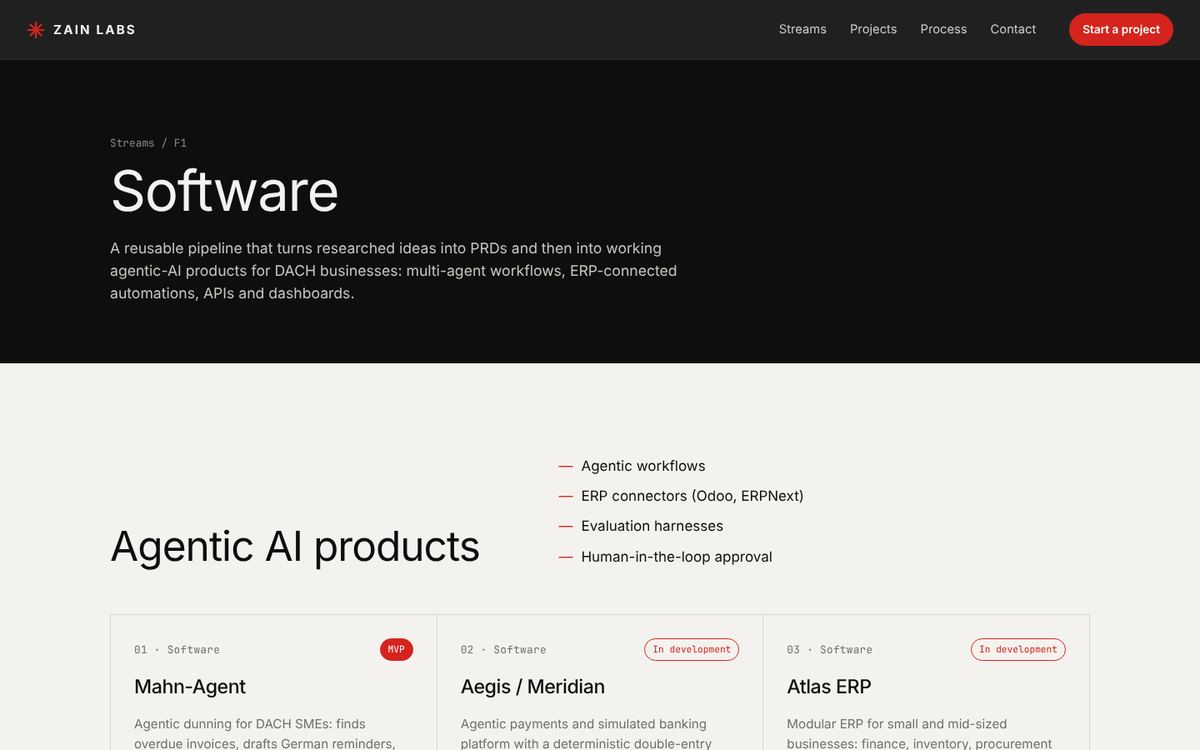 ZAIN LABS
Streams
Projects
Process
Contact
Start a project
Streams / F1
Software
A reusable pipeline that turns researched ideas into PRDs and then into working
agentic-AI products for DACH businesses: multi-agent workflows, ERP-connected
automations, APIs and dashboards.
Agentic AI products
— Agentic workflows
— ERP connectors (Odoo, ERPNext)
— Evaluation harnesses
— Human-in-the-loop approval
01 · Software
MVP
Mahn-Agent
Agentic dunning for DACH SMEs: finds
overdue invoices, drafts German reminders,
02 · Software
In development
Aegis / Meridian
Agentic payments and simulated banking
platform with a deterministic double-entry
03 · Software
In development
Atlas ERP
Modular ERP for small and mid-sized
businesses: finance, inventory, procurement